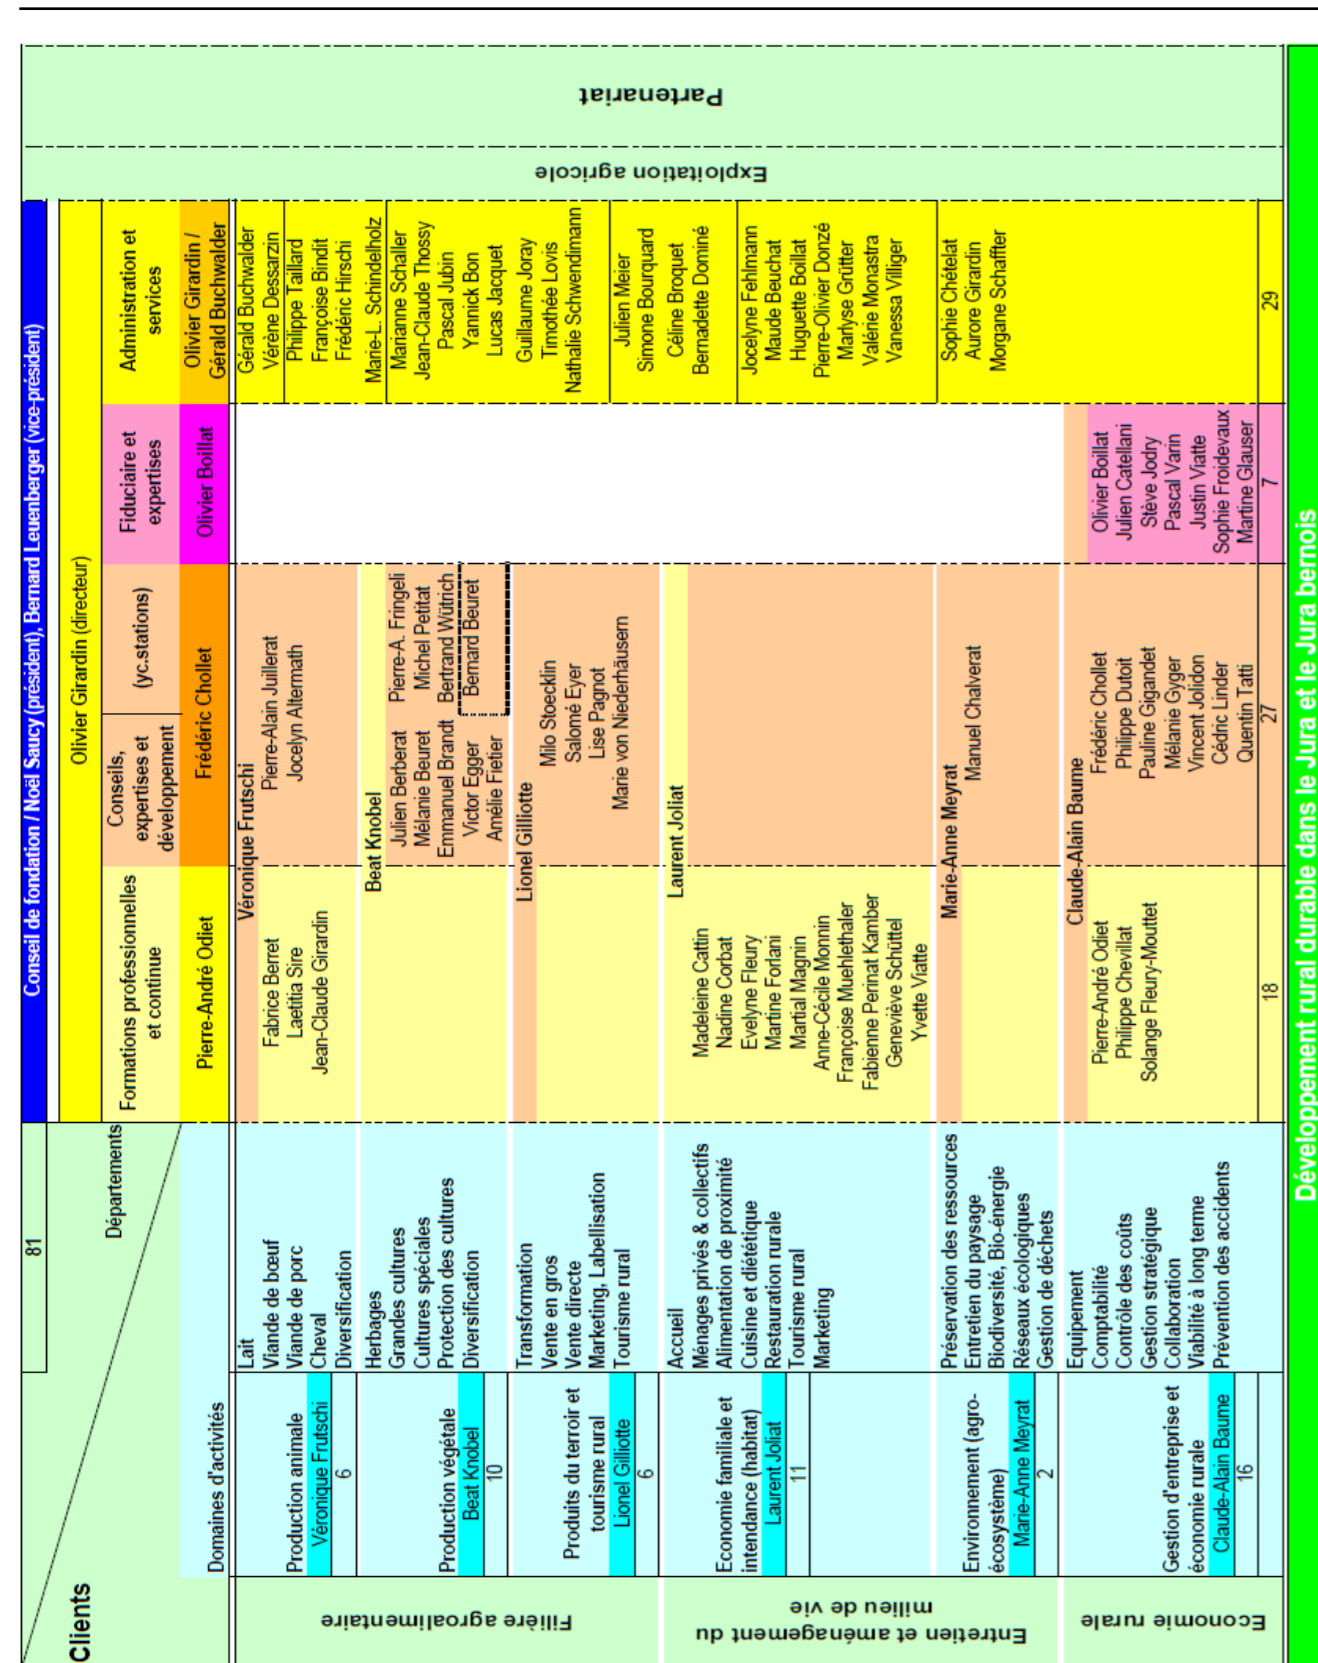 Clients
81
Départements
Domaines d'activités
Conseil de fondation / Noël Saucy (président), Bernard Leuenberger (vice-président)
Olivier Girardin (directeur)
Formations professionnelles
et continue
Conseils,
expertises et
développement
(yc.stations)
Fiduciaire et
expertises
Administration et
services
Pierre-André Odiet
Frédéric Chollet
Olivier Boillat
Olivier Girardin /
Gérald Buchwalder
Exploitation agricole
Partenariat
Filière agroalimentaire
Production animale
Véronique Frutschi
6
Lait
Viande de bœuf
Viande de porc
Cheval
Diversification
Véronique Frutschi
Fabrice Berret
Laetitia Sire
Jean-Claude Girardin
Pierre-Alain Juillerat
Jocelyn Altermath
Production végétale
Beat Knobel
10
Herbages
Grandes cultures
Cultures spéciales
Protection des cultures
Diversification
Beat Knobel
Julien Berberat
Mélanie Beuret
Emmanuel Brandt
Victor Egger
Amélie Fietier
Pierre-A. Fringeli
Michel Petitat
Bertrand Wütrich
Bernard Beuret
Produits du terroir et
tourisme rural
Lionel Gilliotte
6
Transformation
Vente en gros
Vente directe
Marketing, Labellisation
Tourisme rural
Lionel Gilliotte
Milo Stoecklin
Salomé Eyer
Lise Pagnot
Marie von Niederhäusern
Entretien et aménagement du
milieu de vie
Economie familiale et
intendance (habitat)
Laurent Joliat
11
Accueil
Ménages privés & collectifs
Alimentation de proximité
Cuisine et diététique
Restauration rurale
Tourisme rural
Marketing
Laurent Joliat
Madeleine Cattin
Nadine Corbat
Evelyne Fleury
Martine Forlani
Martial Magnin
Anne-Cécile Monnin
Françoise Muehlethaler
Fabienne Perinat Kamber
Geneviève Schüttel
Yvette Viatte
Environnement (agro-
écosystème)
Marie-Anne Meyrat
2
Préservation des ressources
Entretien du paysage
Biodiversité, Bio-énergie
Réseaux écologiques
Gestion de déchets
Marie-Anne Meyrat
Manuel Chalverat
Economie rurale
Gestion d'entreprise et
économie rurale
Claude-Alain Baume
16
Equipement
Comptabilité
Contrôle des coûts
Gestion stratégique
Collaboration
Viabilité à long terme
Prévention des accidents
Claude-Alain Baume
Pierre-André Odiet
Philippe Chevillat
Solange Fleury-Mouttet
Frédéric Chollet
Philippe Dutoit
Pauline Gigandet
Mélanie Gyger
Vincent Jolidon
Cédric Linder
Quentin Tatti
Olivier Boillat
Julien Catellani
Stève Jodry
Pascal Varin
Justin Viatte
Sophie Froidevaux
Martine Glauser
Gérald Buchwalder
Vérène Dessarzin
Philippe Taillard
Françoise Bindit
Frédéric Hirschi
Marie-L. Schindelholz
Marianne Schaller
Jean-Claude Thossy
Pascal Jubin
Yannick Bon
Lucas Jacquet
Guillaume Joray
Timothée Lovis
Nathalie Schwendimann
Julien Meier
Simone Bourquard
Céline Broquet
Bernadette Dominé
Jocelyne Fehlmann
Maude Beuchat
Huguette Boillat
Pierre-Olivier Donzé
Marlyse Grütter
Valérie Monastra
Vanessa Villiger
Sophie Chételat
Aurore Girardin
Morgane Schaffter
18
27
7
29
Développement rural durable dans le Jura et le Jura bernois